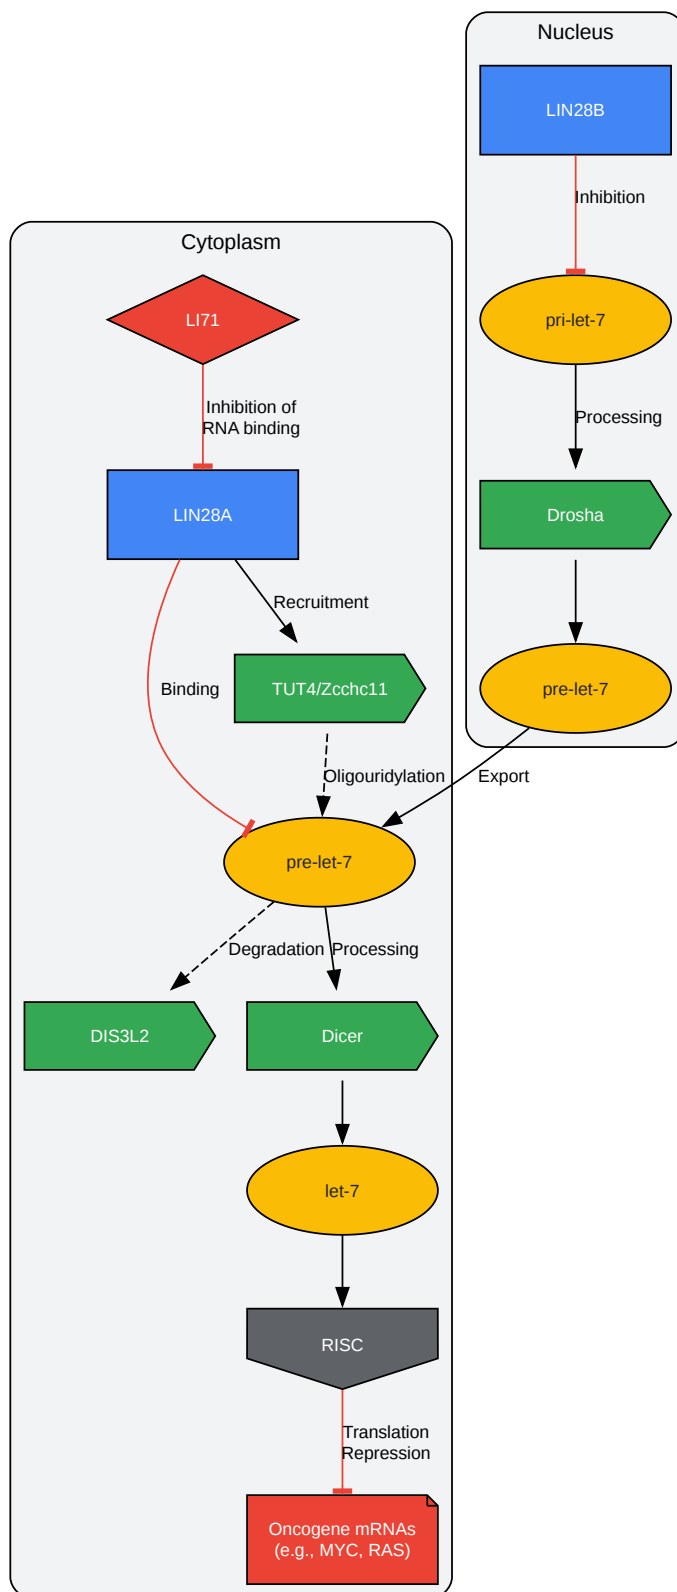 Nucleus
LIN28B
Inhibition
pri-let-7
Processing
Drosha
pre-let-7
Export
Cytoplasm
LI71
Inhibition of
RNA binding
LIN28A
Recruitment
Binding
TUT4/Zcchc11
Oligouridylation
pre-let-7
Degradation
Processing
DIS3L2
Dicer
let-7
RISC
Translation
Repression
Oncogene mRNAs
(e.g., MYC, RAS)